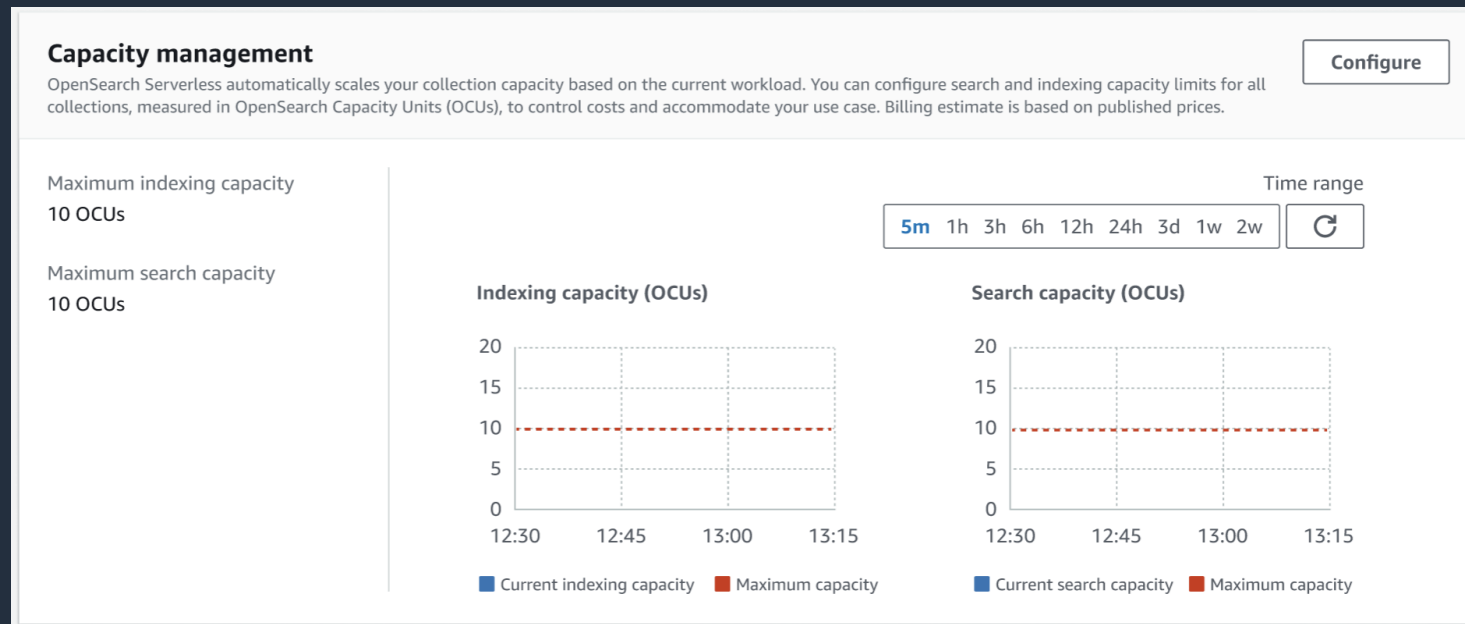 Capacity management
Configure
OpenSearch Serverless automatically scales your collection capacity based on the current workload. You can configure search and indexing capacity limits for all
collections, measured in OpenSearch Capacity Units (OCUs), to control costs and accommodate your use case. Billing estimate is based on published prices.
Maximum indexing capacity
10 OCUs
Maximum search capacity
10 OCUs
Time range
5m 1h 3h 6h 12h 24h 3d 1w 2w
Indexing capacity (OCUs)
20
15
10
5
0
12:30 12:45 13:00 13:15
Current indexing capacity Maximum capacity
Search capacity (OCUs)
20
15
10
5
0
12:30 12:45 13:00 13:15
Current search capacity Maximum capacity